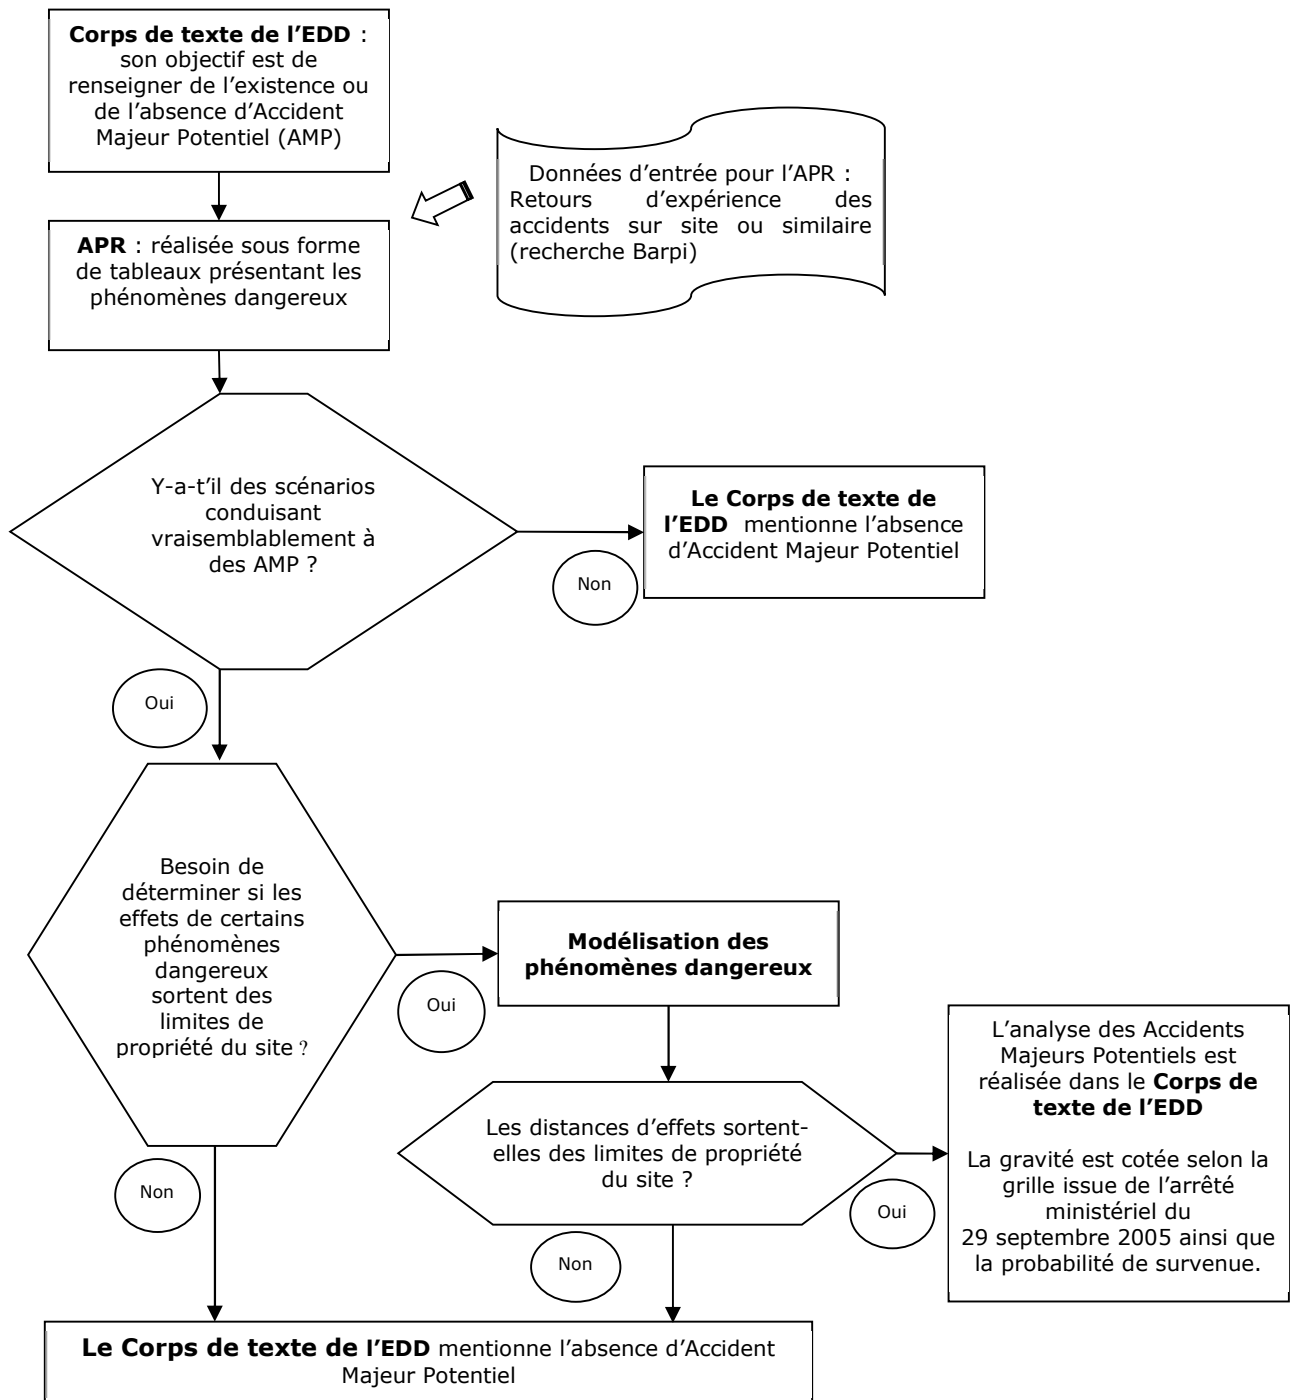 Corps de texte de l'EDD :
son objectif est de
renseigner de l'existence ou
de l'absence d'Accident
Majeur Potentiel (AMP)
Données d'entrée pour l'APR :
Retours d'expérience des
accidents sur site ou similaire
(recherche Barpi)
APR : réalisée sous forme
de tableaux présentant les
phénomènes dangereux
Y-a-t'il des scénarios
conduisant
vraisemblablement à
des AMP ?
Non
Le Corps de texte de
l'EDD mentionne l'absence
d'Accident Majeur Potentiel
Oui
Besoin de
déterminer si les
effets de certains
phénomènes
dangereux
sortent des
limites de
propriété du site ?
Oui
Modélisation des
phénomènes dangereux
Les distances d'effets sortent-
elles des limites de propriété
du site ?
Oui
L'analyse des Accidents
Majeurs Potentiels est
réalisée dans le Corps de
texte de l'EDD
La gravité est cotée selon la
grille issue de l'arrêté
ministériel du
29 septembre 2005 ainsi que
la probabilité de survenue.
Non
Non
Le Corps de texte de l'EDD mentionne l'absence d'Accident
Majeur Potentiel